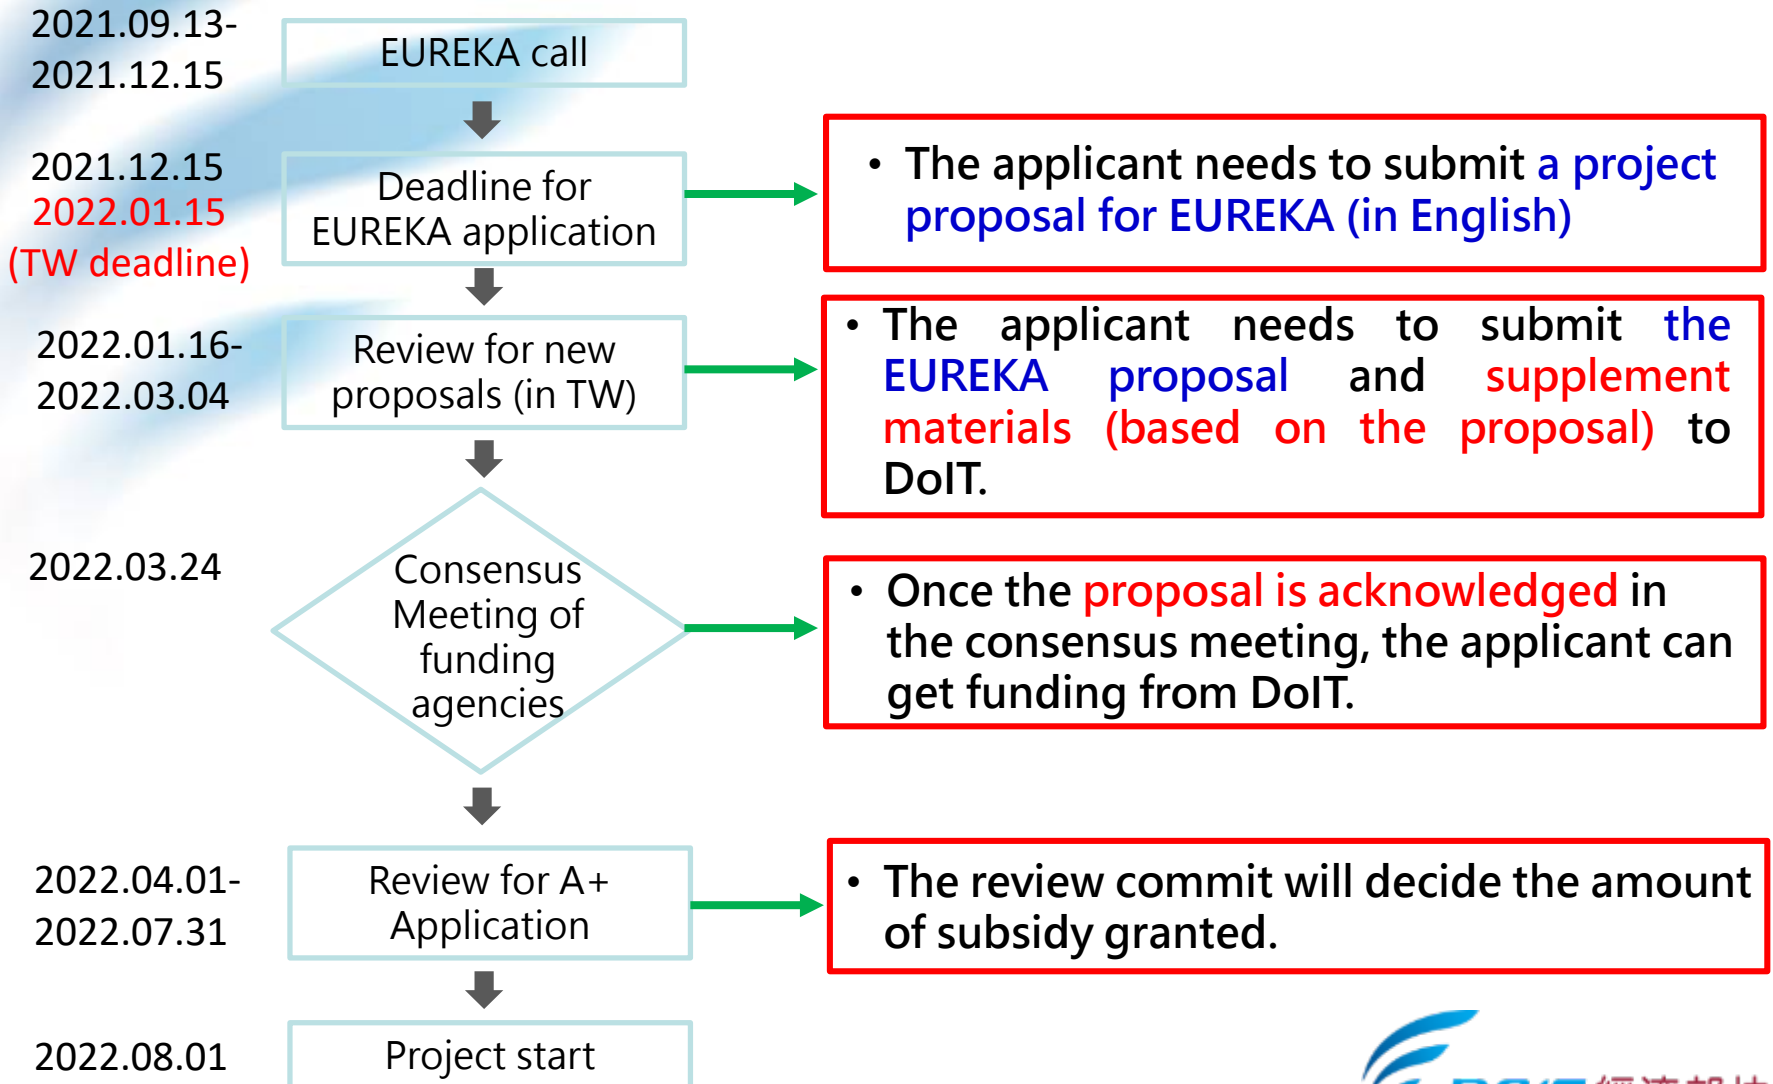 2021.09.13-
2021.12.15
EUREKA call
2021.12.15
2022.01.15
(TW deadline)
Deadline for
EUREKA application
• The applicant needs to submit a project
proposal for EUREKA (in English)
2022.01.16-
2022.03.04
Review for new
proposals (in TW)
• The applicant needs to submit the
EUREKA proposal and supplement
materials (based on the proposal) to
DoIT.
2022.03.24
Consensus
Meeting of
funding
agencies
• Once the proposal is acknowledged in
the consensus meeting, the applicant can
get funding from DoIT.
2022.04.01-
2022.07.31
Review for A+
Application
• The review commit will decide the amount
of subsidy granted.
2022.08.01
Project start